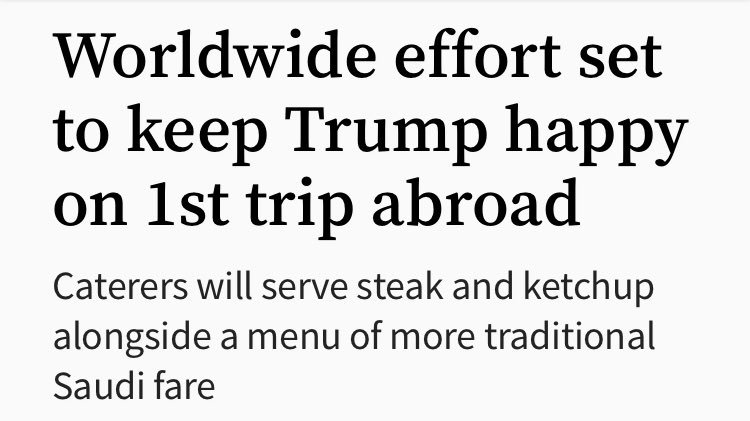 Worldwide effort set
to keep Trump happy
on 1st trip abroad
Caterers will serve steak and ketchup
alongside a menu of more traditional
Saudi fare